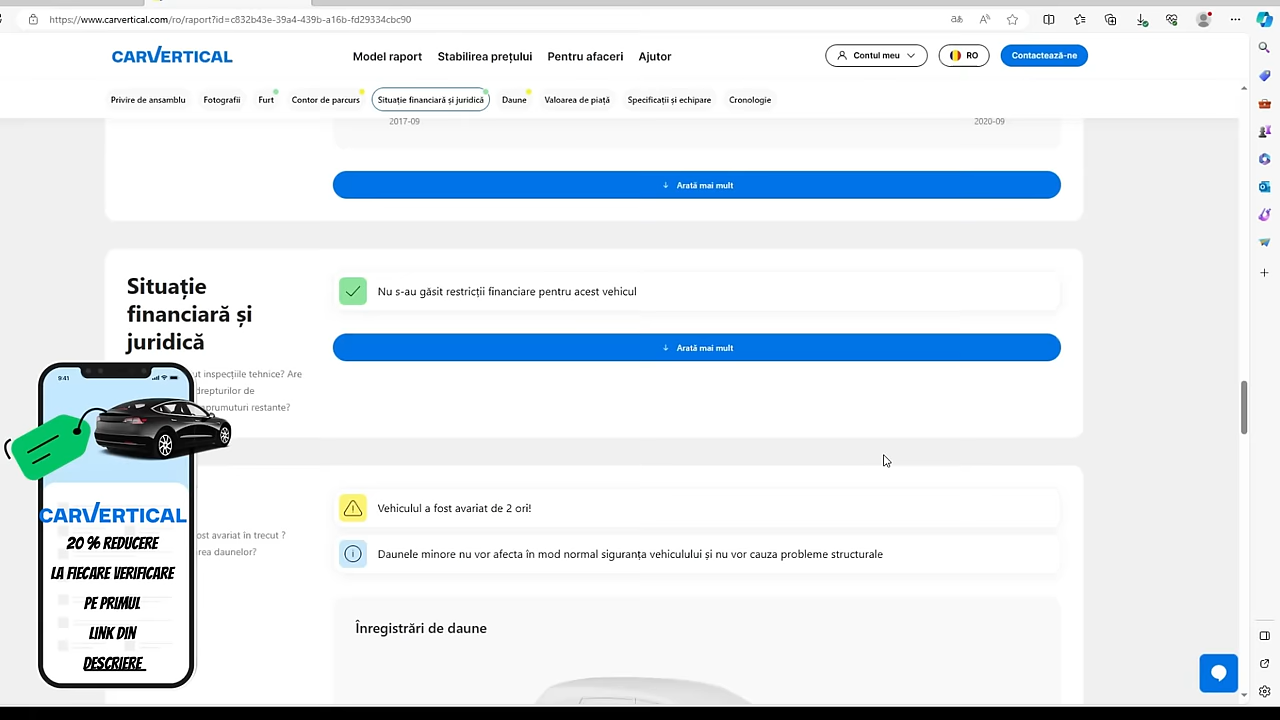 https://www.carvertical.com/ro/raport?id=c832b43e-39a4-439b-a16b-fd29334cbc90
CARVERTICAL
Model raport
Stabilirea prețului
Pentru afaceri
Ajutor
Contul meu
RO
Contactează-ne
Privire de ansamblu
Fotografii
Furt
Contor de parcurs
Situație financiară și juridică
Daune
Valoarea de piață
Specificații și echipare
Cronologie
2017-09
2020-09
Arată mai mult
Situație
financiară și
juridică
Nu s-au găsit restricții financiare pentru acest vehicul
Arată mai mult
inspecțiile tehnice? Are
drepturilor de
restante?
Vehiculul a fost avariat de 2 ori!
Daunele minore nu vor afecta în mod normal siguranța vehiculului și nu vor cauza probleme structurale
avariat în trecut ?
daunelor?
Înregistrări de daune
9:41
CARVERTICAL
20 % REDUCERE
LA FIECARE VERIFICARE
PE PRIMUL
LINK DIN
DESCRIERE